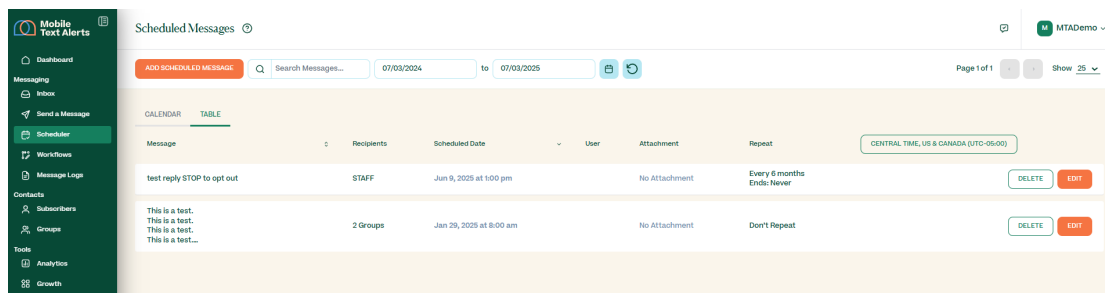 Mobile
Text Alerts
Dashboard
Messaging
Inbox
Send a Message
Scheduler
Workflows
Message Logs
Contacts
Subscribers
Groups
Tools
Analytics
Growth
Scheduled Messages
M MTADemo
ADD SCHEDULED MESSAGE Search Messages... 07/03/2024 to 07/03/2025 Page 1 of 1 Show 25
CALENDAR TABLE
Message Recipients Scheduled Date User Attachment Repeat CENTRAL TIME, US & CANADA (UTC-05:00)
test reply STOP to opt out STAFF Jun 9, 2025 at 1:00 pm No Attachment Every 6 months
Ends: Never
DELETE EDIT
This is a test.
This is a test.
This is a test.
This is a test...
2 Groups Jan 29, 2025 at 8:00 am No Attachment Don't Repeat DELETE EDIT